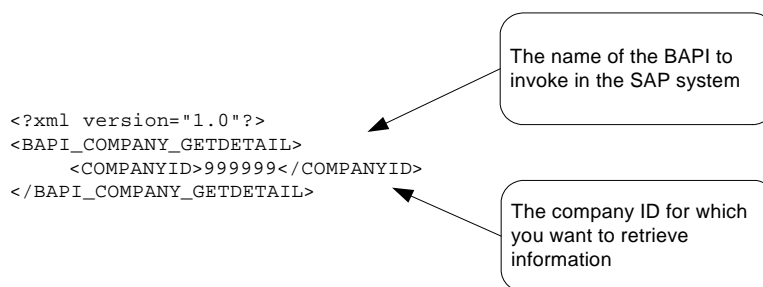 The name of the BAPI to
invoke in the SAP system
<?xml version="1.0"?>
<BAPI_COMPANY_GETDETAIL>
<COMPANYID>999999</COMPANYID>
</BAPI_COMPANY_GETDETAIL>
The company ID for which
you want to retrieve
information